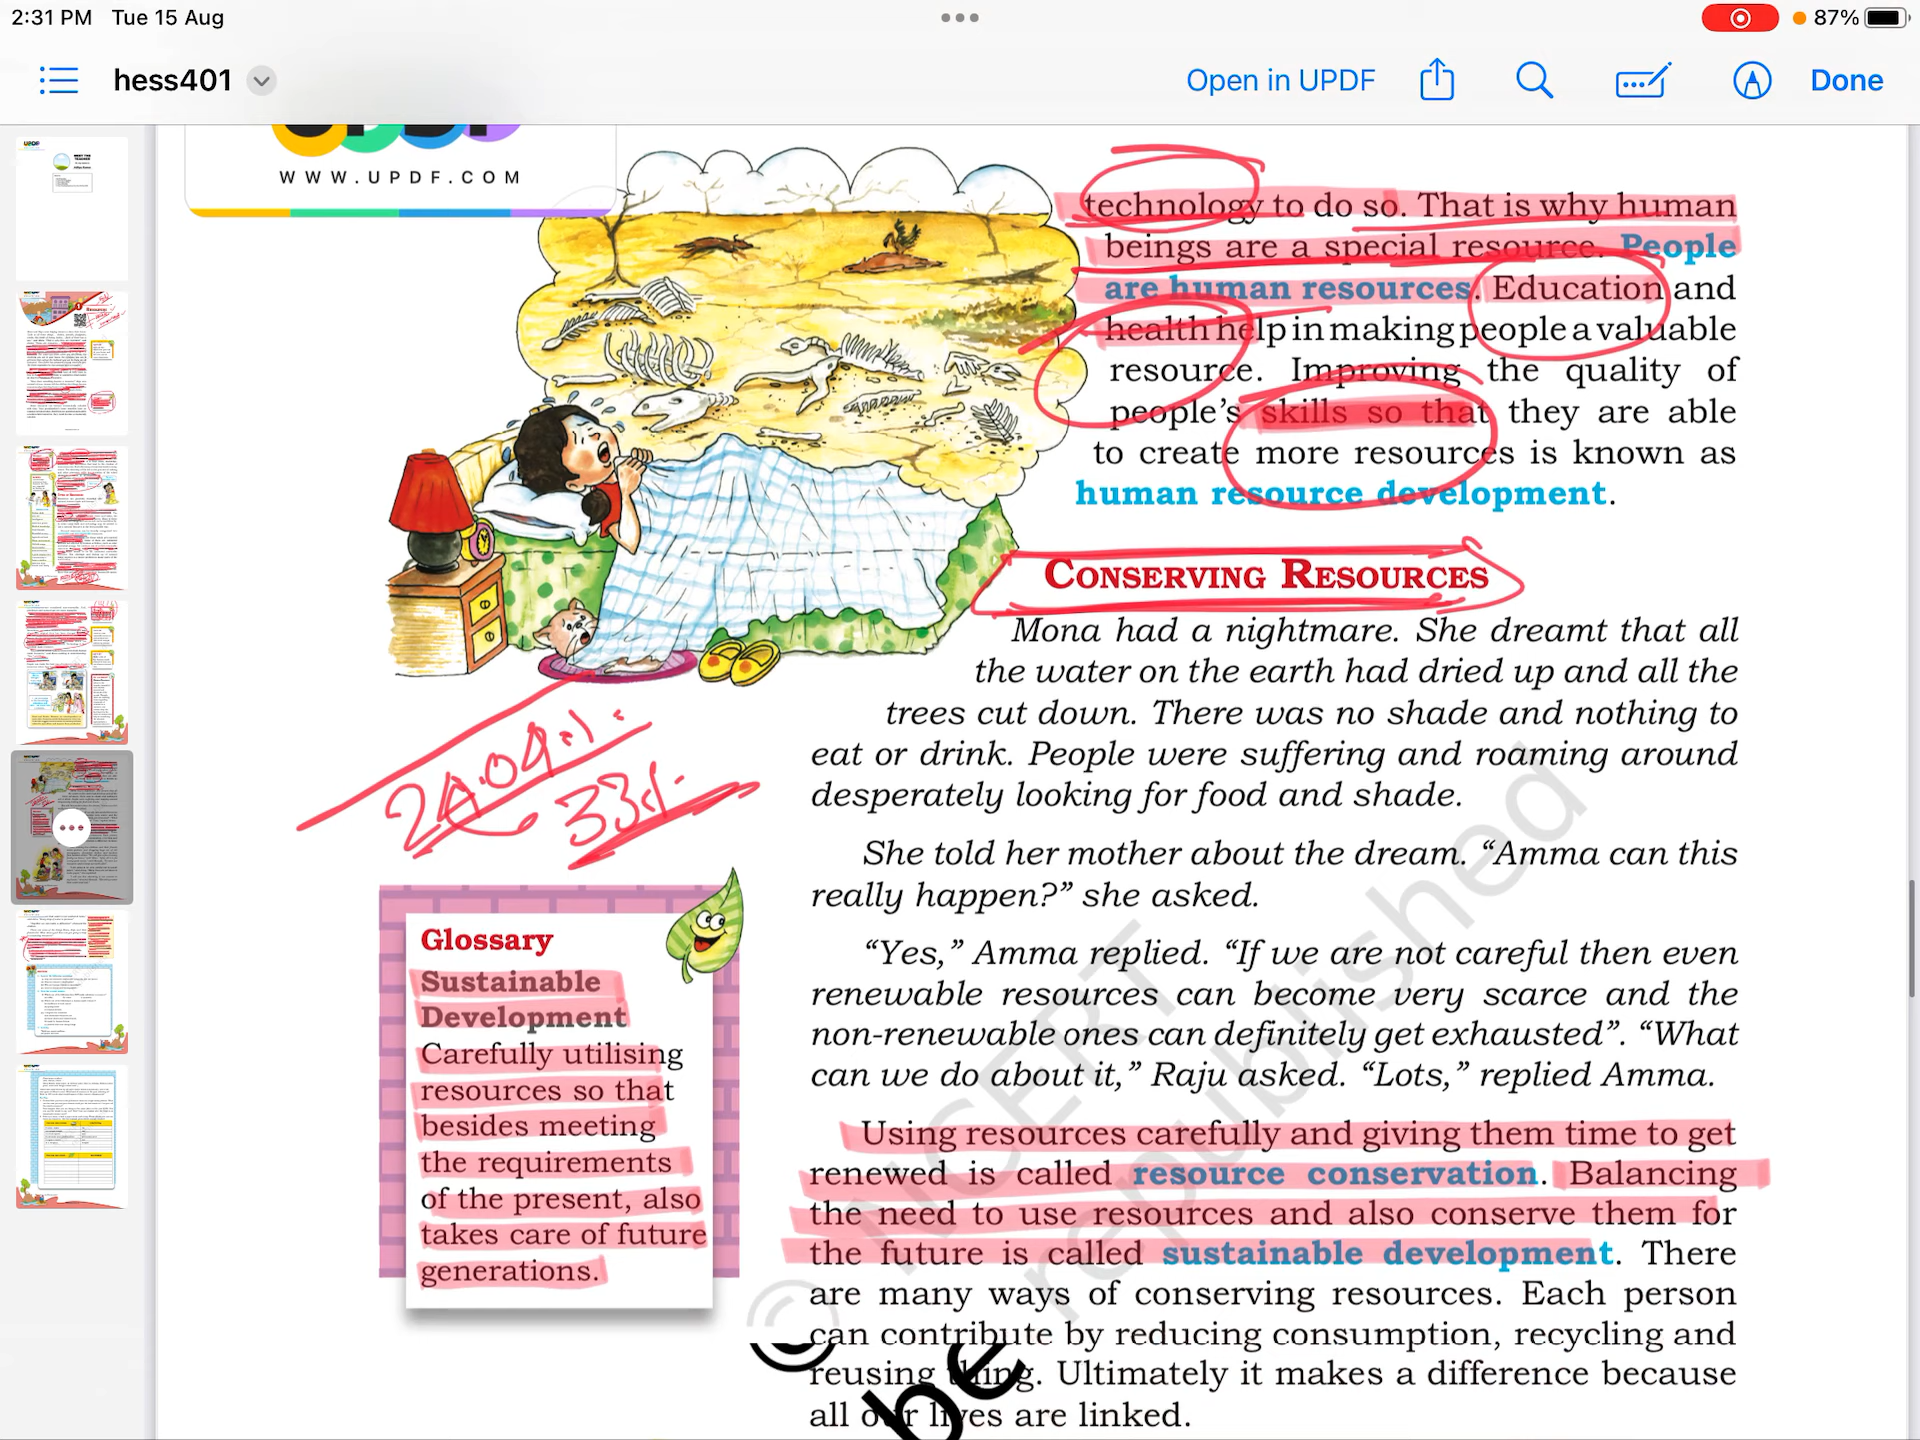 2:31 PM Tue 15 Aug
87%
hess401
Open in UPDF
Done
WWW.UPDF.COM
technology to do so. That is why human
beings are a special resource. People
are human resources. Education and
health help in making people a valuable
resource. Improving the quality of
people's skills so that they are able
to create more resources is known as
human resource development.
CONSERVING RESOURCES
Mona had a nightmare. She dreamt that all
the water on the earth had dried up and all the
trees cut down. There was no shade and nothing to
eat or drink. People were suffering and roaming around
desperately looking for food and shade.
She told her mother about the dream. “Amma can this
really happen?” she asked.
“Yes,” Amma replied. “If we are not careful then even
renewable resources can become very scarce and the
non-renewable ones can definitely get exhausted”. “What
can we do about it,” Raju asked. “Lots,” replied Amma.
Using resources carefully and giving them time to get
renewed is called resource conservation. Balancing
the need to use resources and also conserve them for
the future is called sustainable development. There
are many ways of conserving resources. Each person
can contribute by reducing consumption, recycling and
reusing thing. Ultimately it makes a difference because
all our lives are linked.
24.04%
33%
Glossary
Sustainable
Development
Carefully utilising
resources so that
besides meeting
the requirements
of the present, also
takes care of future
generations.
© NCERT
republished
be